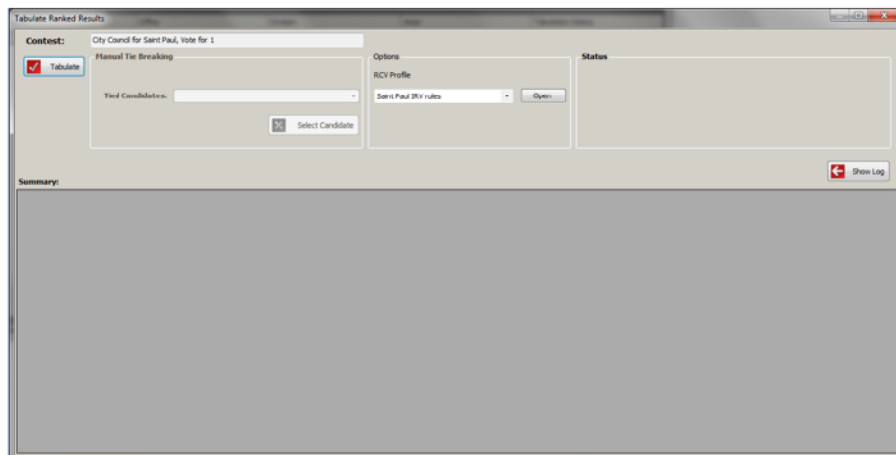 Tabulate Ranked Results
Contest:
City Council for Saint Paul, Vote for 1
Tabulate
Manual Tie Breaking
Tied Candidates:
Select Candidate
Options
RCV Profile
Saint Paul IRV rules
Open
Status
Show Log
Summary: